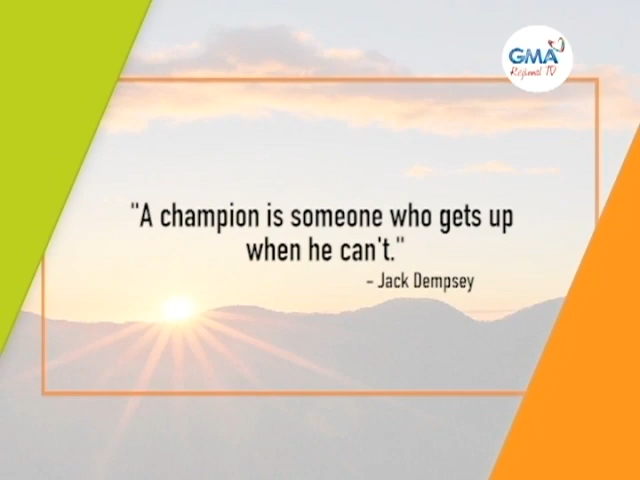 GMA
Regional TV
"A champion is someone who gets up
when he can't."
– Jack Dempsey